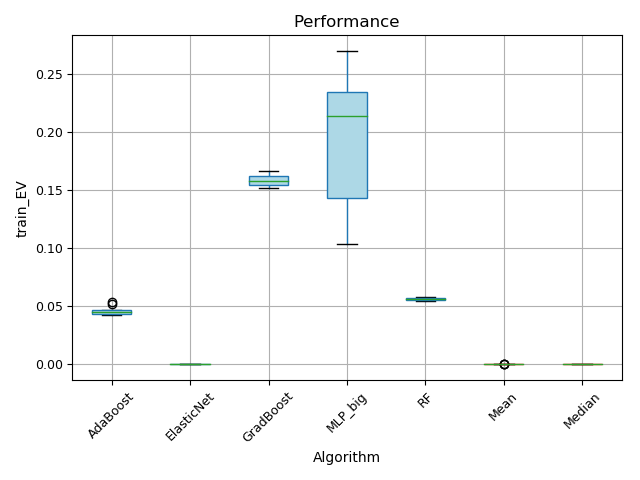 Performance
train_EV
0.25
0.20
0.15
0.10
0.05
0.00
AdaBoost
ElasticNet
GradBoost
MLP_big
RF
Mean
Median
Algorithm